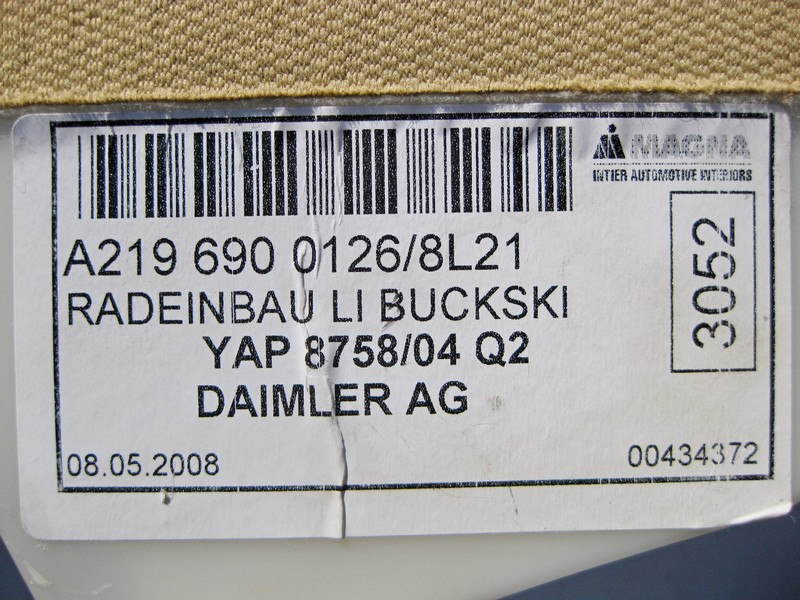 MAGNA
INTIER AUTOMOTIVE INTERIORS
A219 690 0126/8L21
RADEINBAU LI BUCKSKI
YAP 8758/04 Q2
DAIMLER AG
3052
08.05.2008
00434372